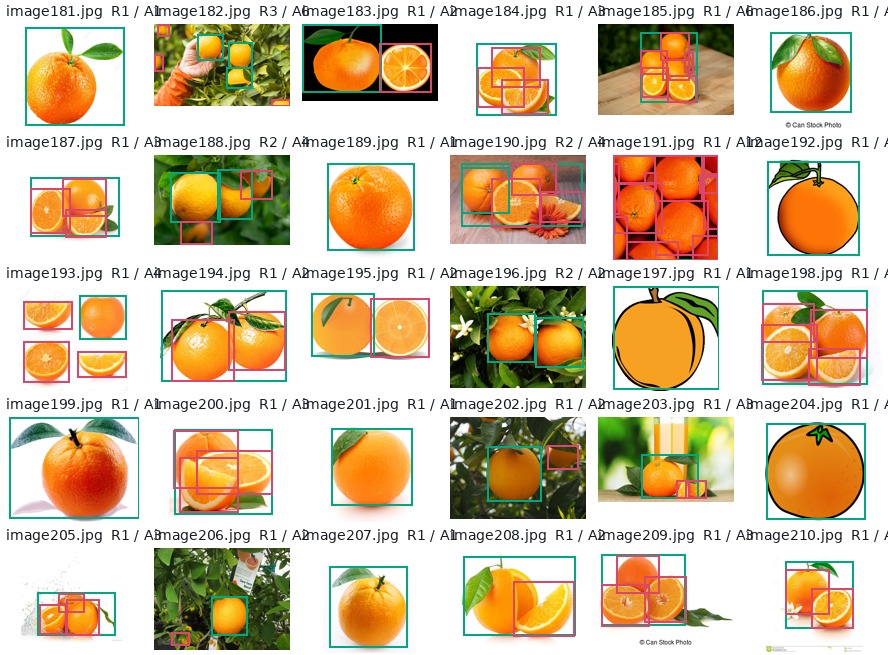 image181.jpg R1 / A1
image182.jpg R3 / A6
image183.jpg R1 / A2
image184.jpg R1 / A3
image185.jpg R1 / A6
image186.jpg R1 /
© Can Stock Photo
image187.jpg R1 / A3
image188.jpg R2 / A4
image189.jpg R1 / A1
image190.jpg R2 / A4
image191.jpg R1 / A12
image192.jpg R1 /
image193.jpg R1 / A4
image194.jpg R1 / A2
image195.jpg R1 / A2
image196.jpg R2 / A2
image197.jpg R1 / A1
image198.jpg R1 /
image199.jpg R1 / A1
image200.jpg R1 / A3
image201.jpg R1 / A1
image202.jpg R1 / A2
image203.jpg R1 / A3
image204.jpg R1 /
image205.jpg R1 / A3
image206.jpg R1 / A2
image207.jpg R1 / A1
image208.jpg R1 / A2
image209.jpg R1 / A3
image210.jpg R1 /
© Can Stock Photo